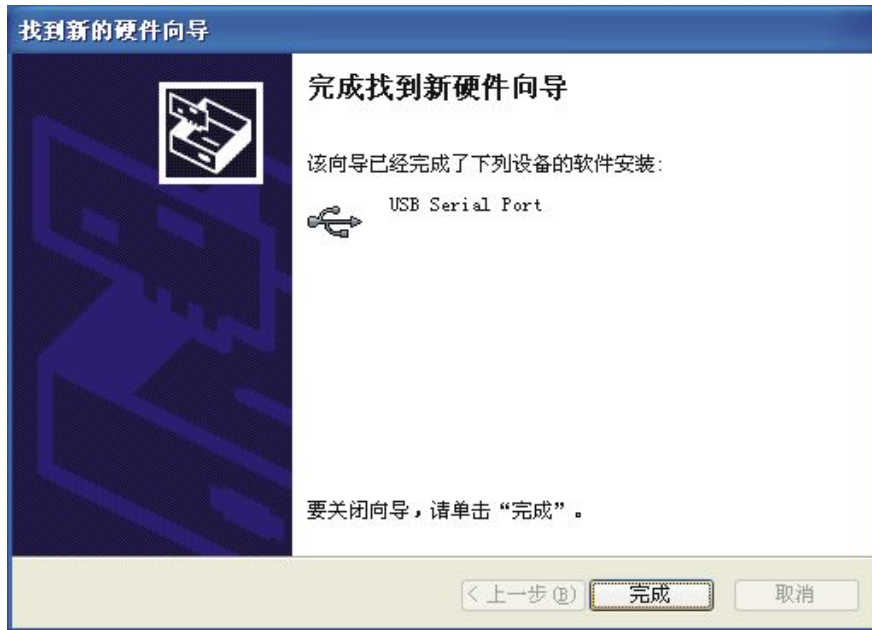 找到新的硬件向导
完成找到新硬件向导
该向导已经完成了下列设备的软件安装:
USB Serial Port
要关闭向导,请单击“完成”。
<上一步(B) 完成 取消